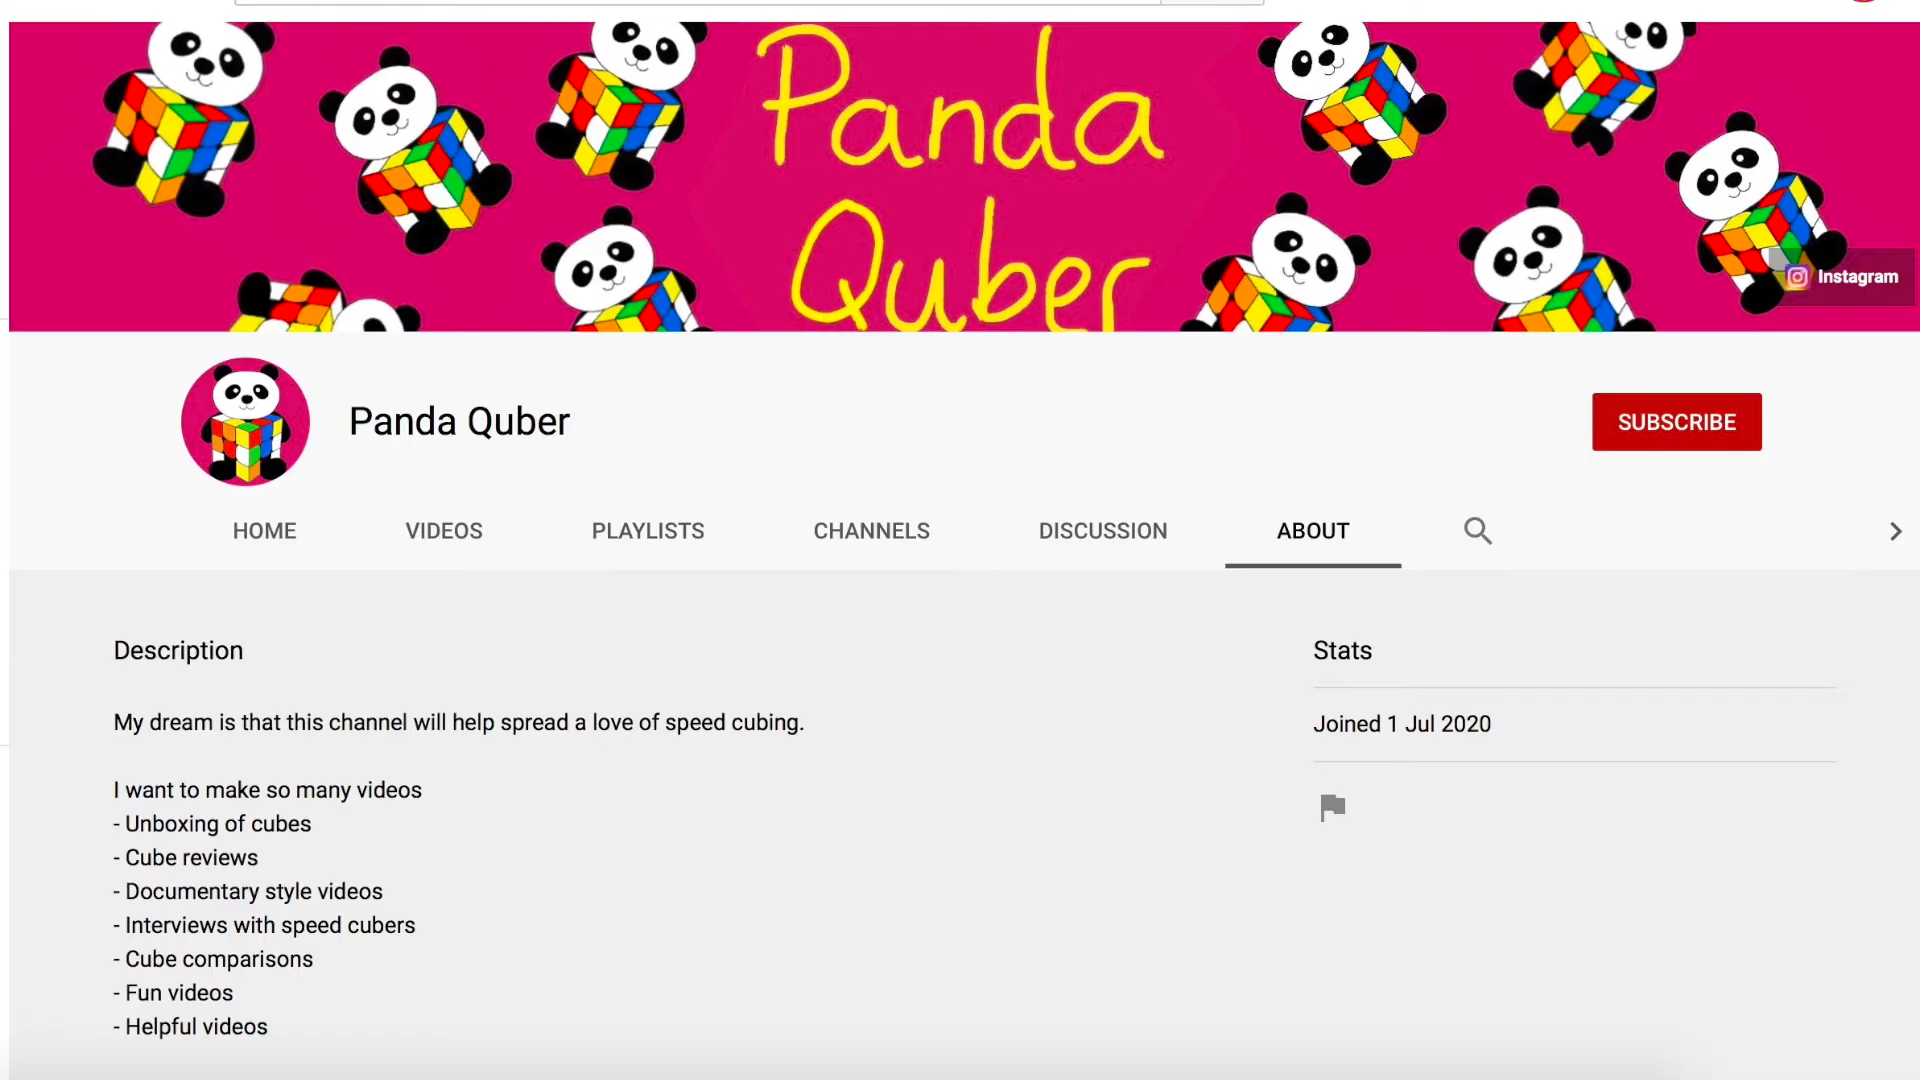 Panda
Quber
Instagram
Panda Quber
SUBSCRIBE
HOME VIDEOS PLAYLISTS CHANNELS DISCUSSION ABOUT
Description
My dream is that this channel will help spread a love of speed cubing.
I want to make so many videos
- Unboxing of cubes
- Cube reviews
- Documentary style videos
- Interviews with speed cubers
- Cube comparisons
- Fun videos
- Helpful videos
Stats
Joined 1 Jul 2020